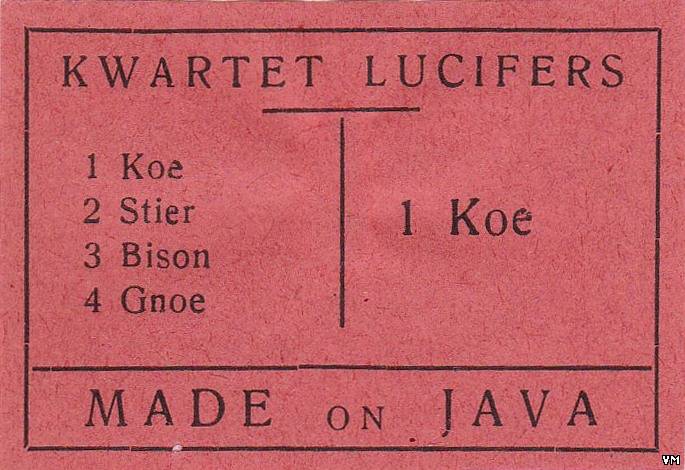 KWARTET LUCIFERS
1 Koe
2 Stier
3 Bison
4 Gnoe
1 Koe
MADE ON JAVA
VM